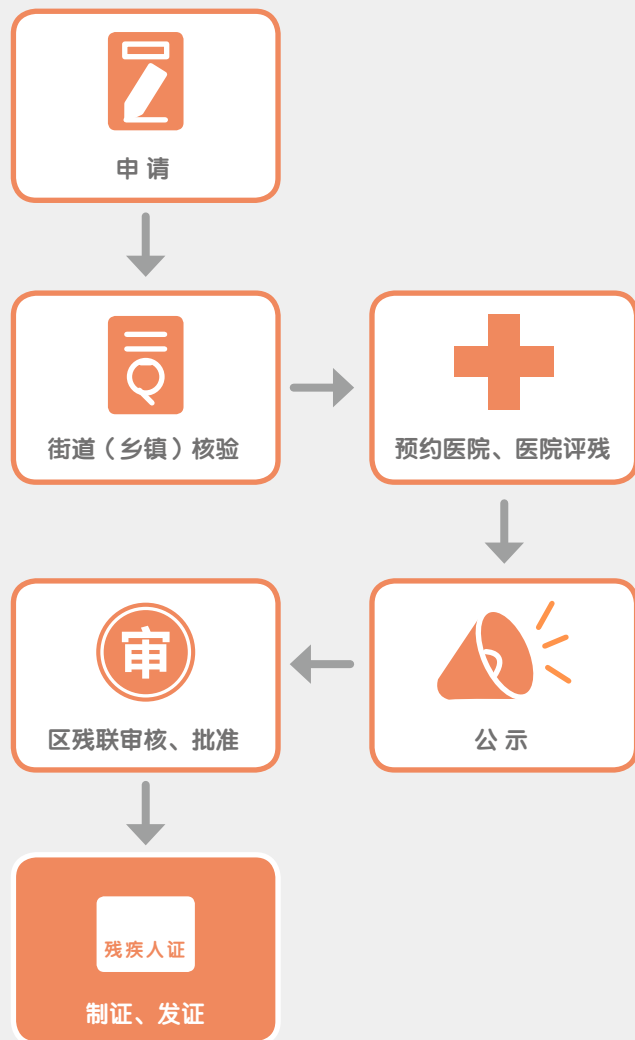 申请
街道（乡镇）核验
预约医院、医院评残
公示
审
区残联审核、批准
残疾人证
制证、发证